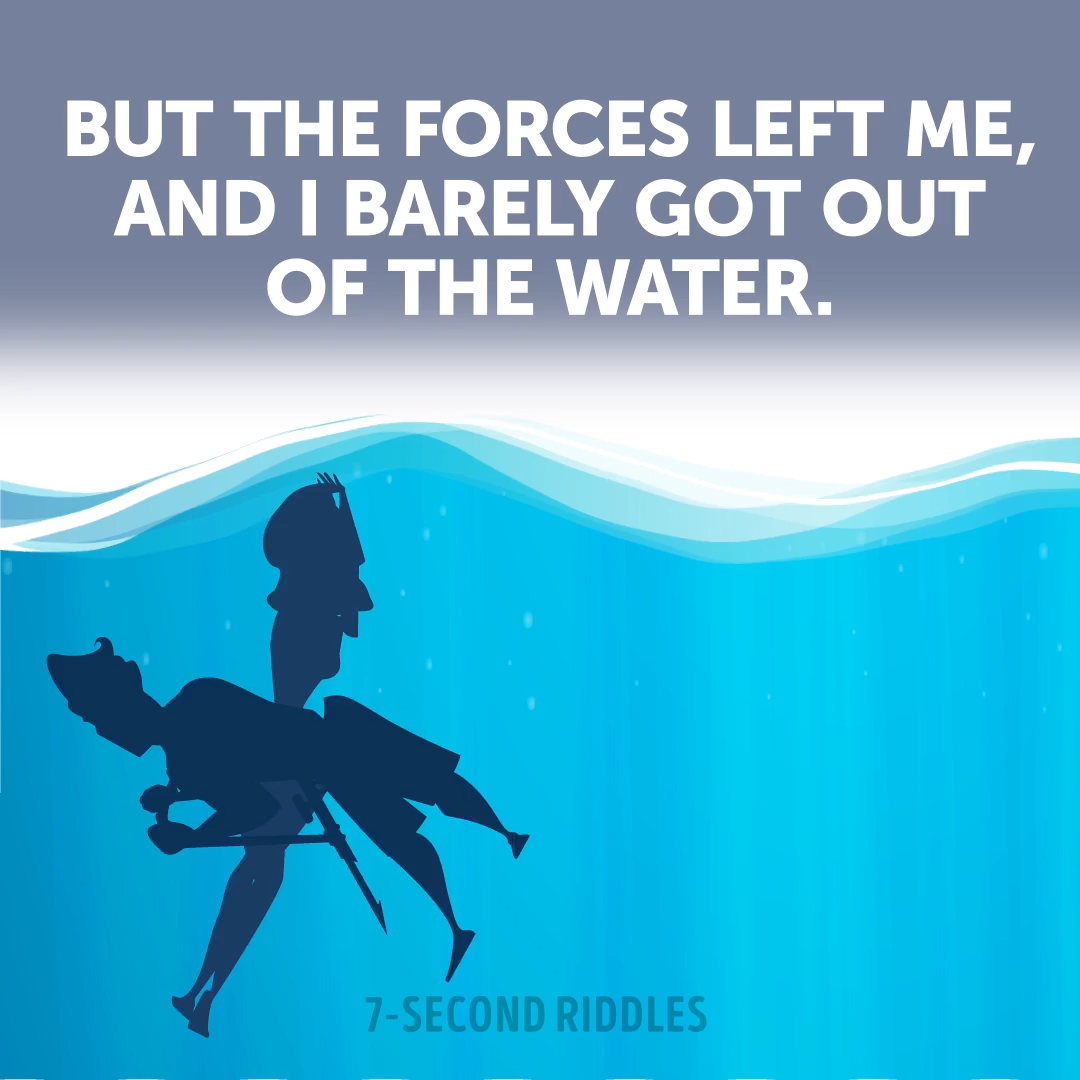 BUT THE FORCES LEFT ME,
AND I BARELY GOT OUT
OF THE WATER.
7-SECOND RIDDLES